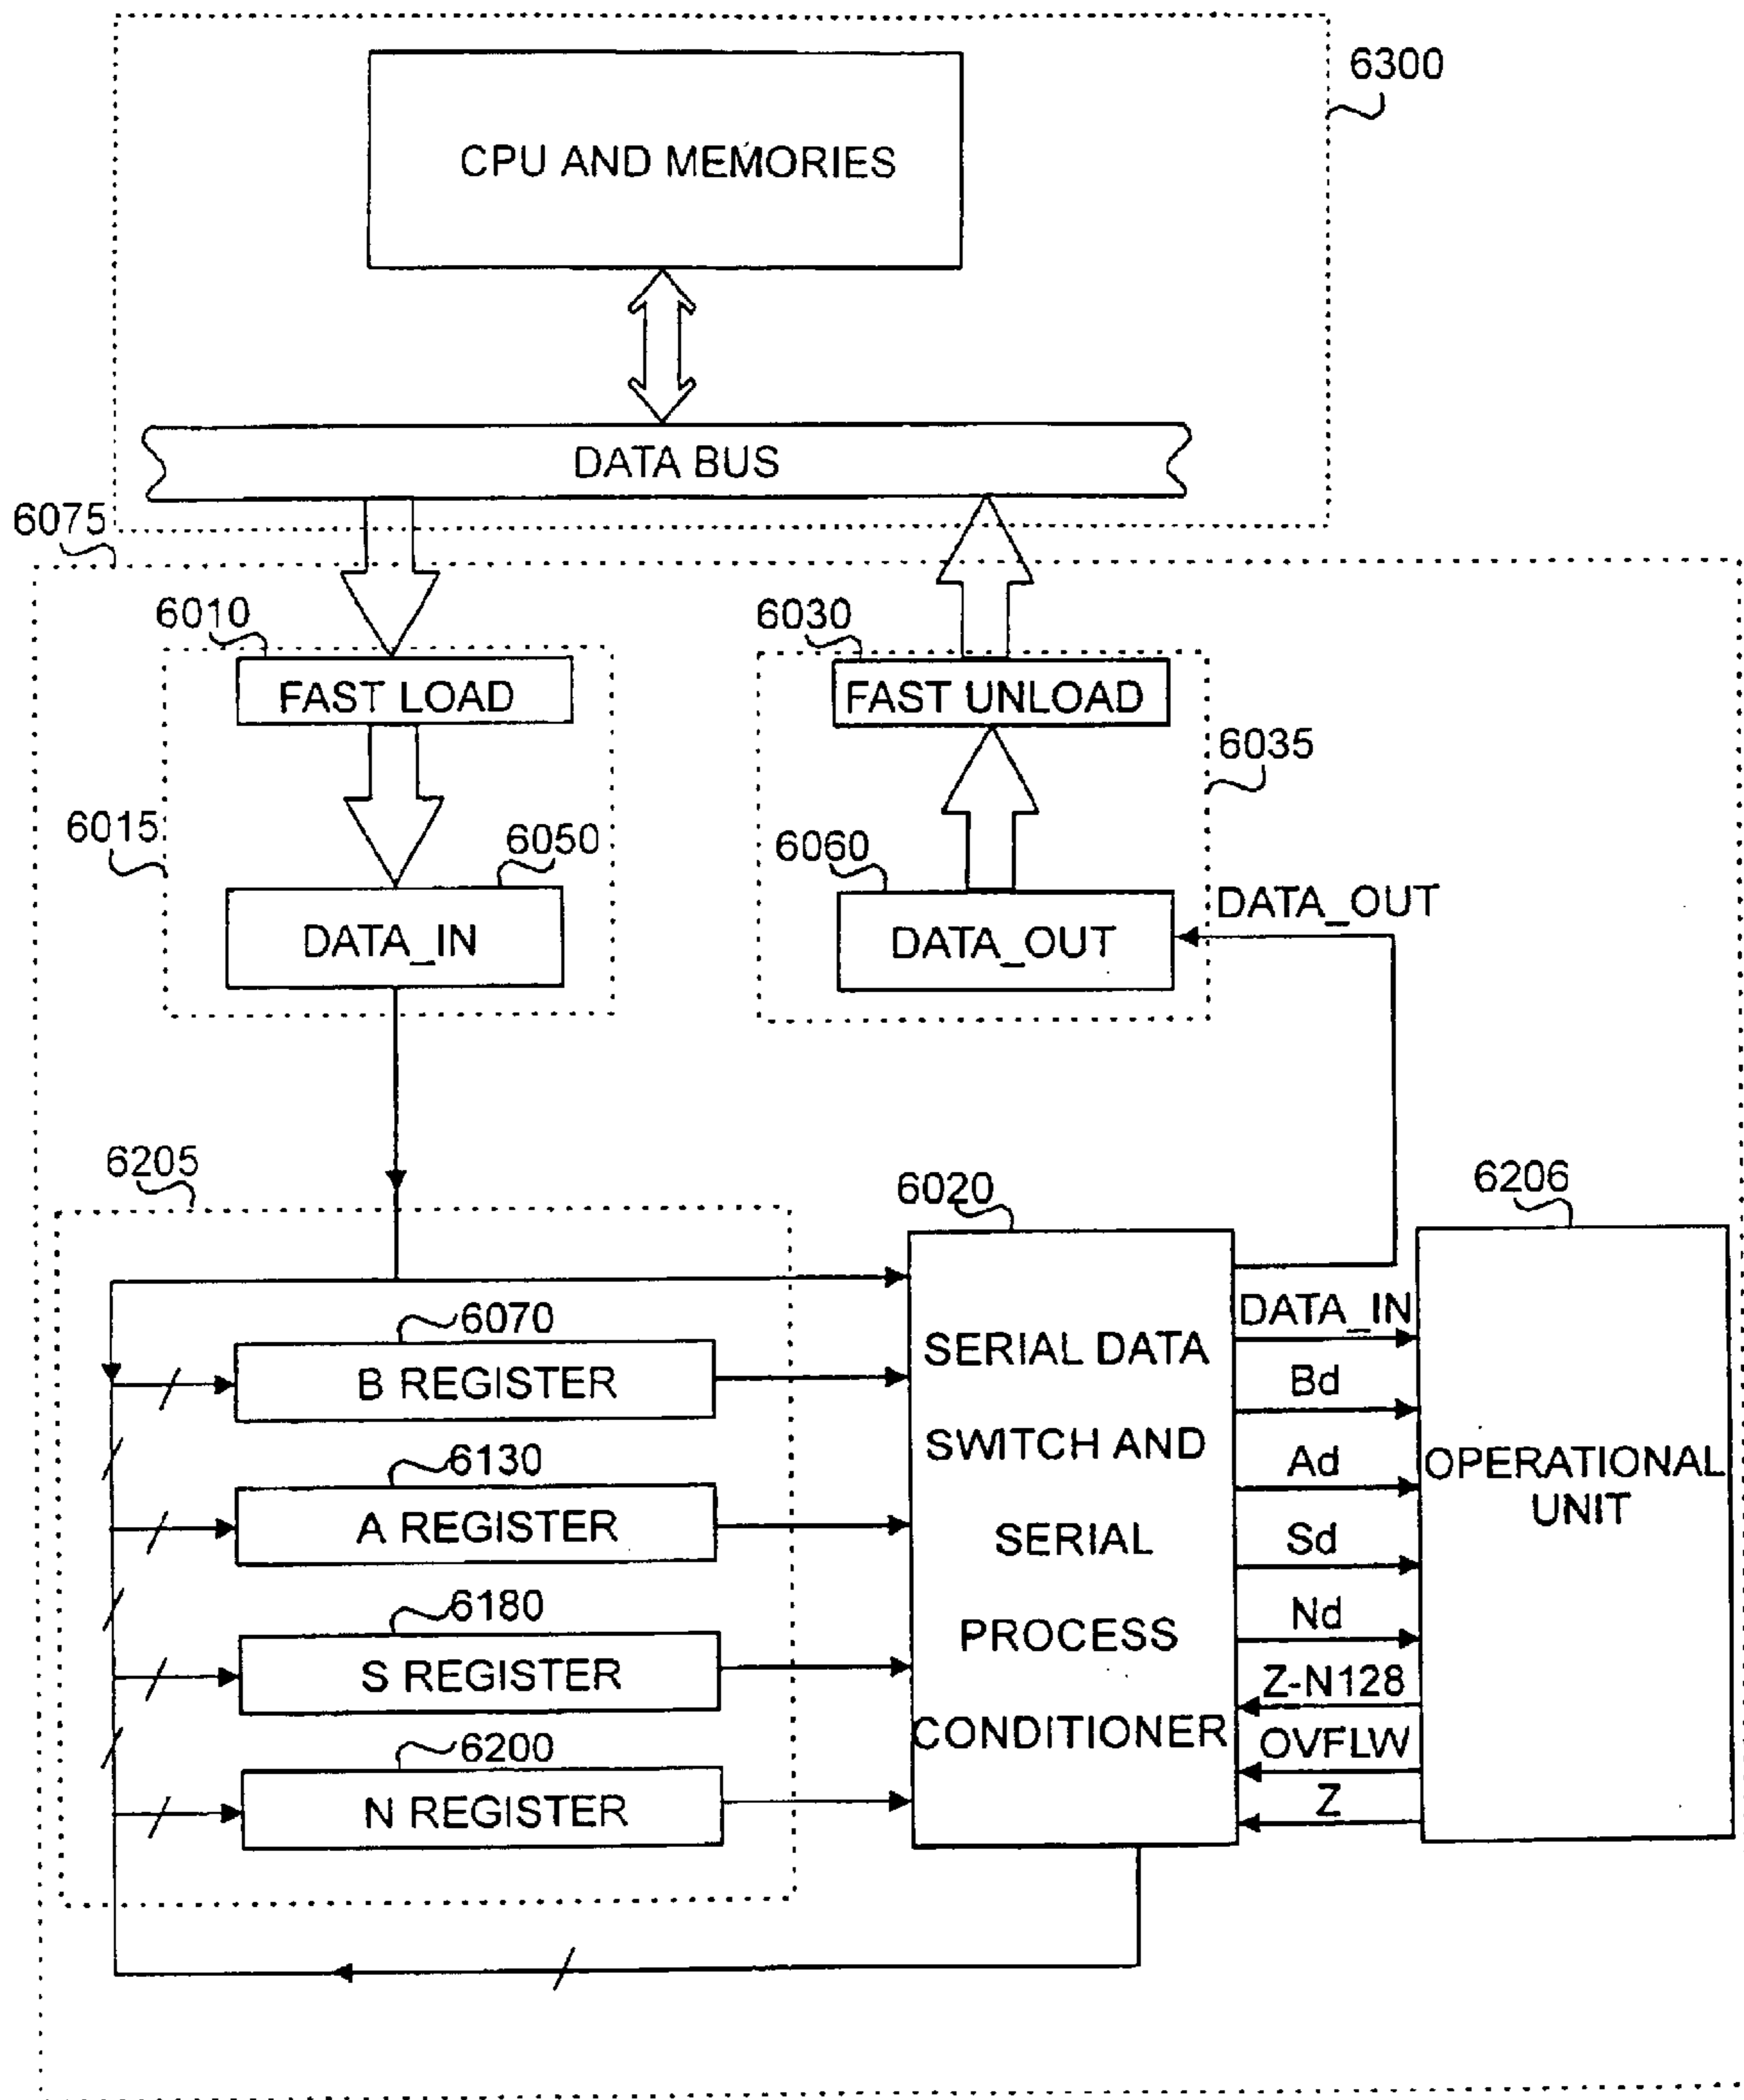 6300
CPU AND MEMORIES
DATA BUS
6075
6010
FAST LOAD
6030
FAST UNLOAD
6015
6035
6050
DATA_IN
6060
DATA_OUT
DATA_OUT
6205
6020
6206
6070
B REGISTER
6130
A REGISTER
6180
S REGISTER
6200
N REGISTER
SERIAL DATA
SWITCH AND
SERIAL
PROCESS
CONDITIONER
DATA_IN
Bd
Ad
Sd
Nd
Z-N128
OVFLW
Z
OPERATIONAL
UNIT